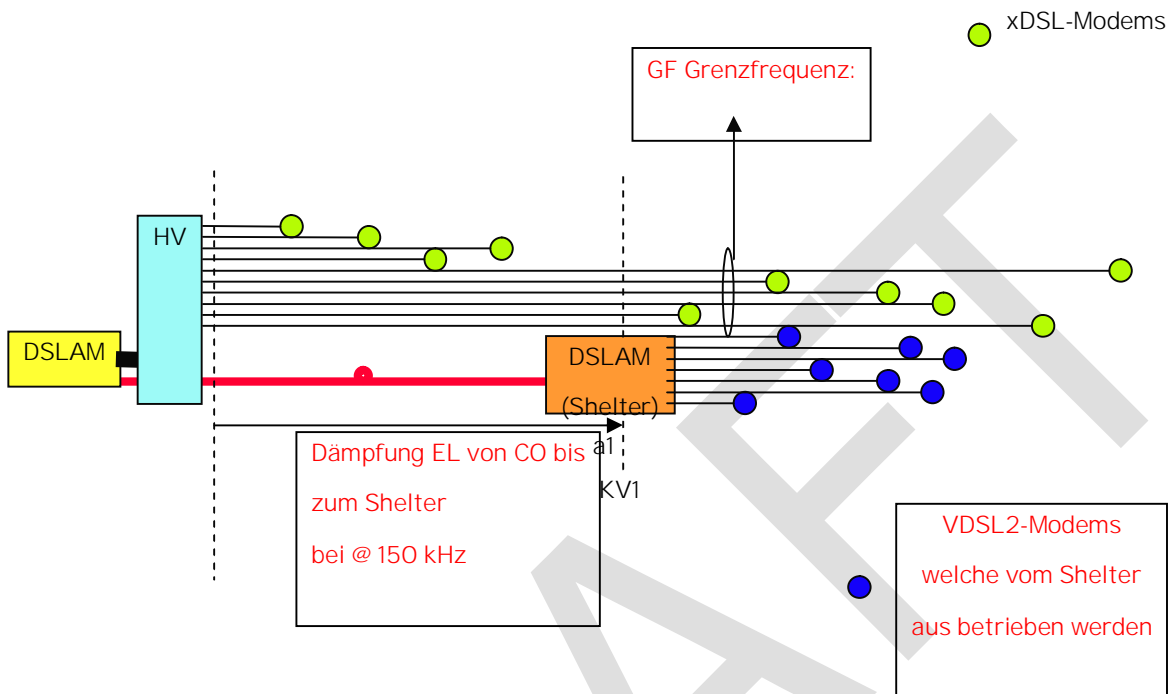 xDSL-Modems
GF Grenzfrequenz:
HV
DSLAM
DSLAM
(Shelter)
a1
KV1
Dämpfung EL von CO bis
zum Shelter
bei @ 150 kHz
VDSL2-Modems
welche vom Shelter
aus betrieben werden